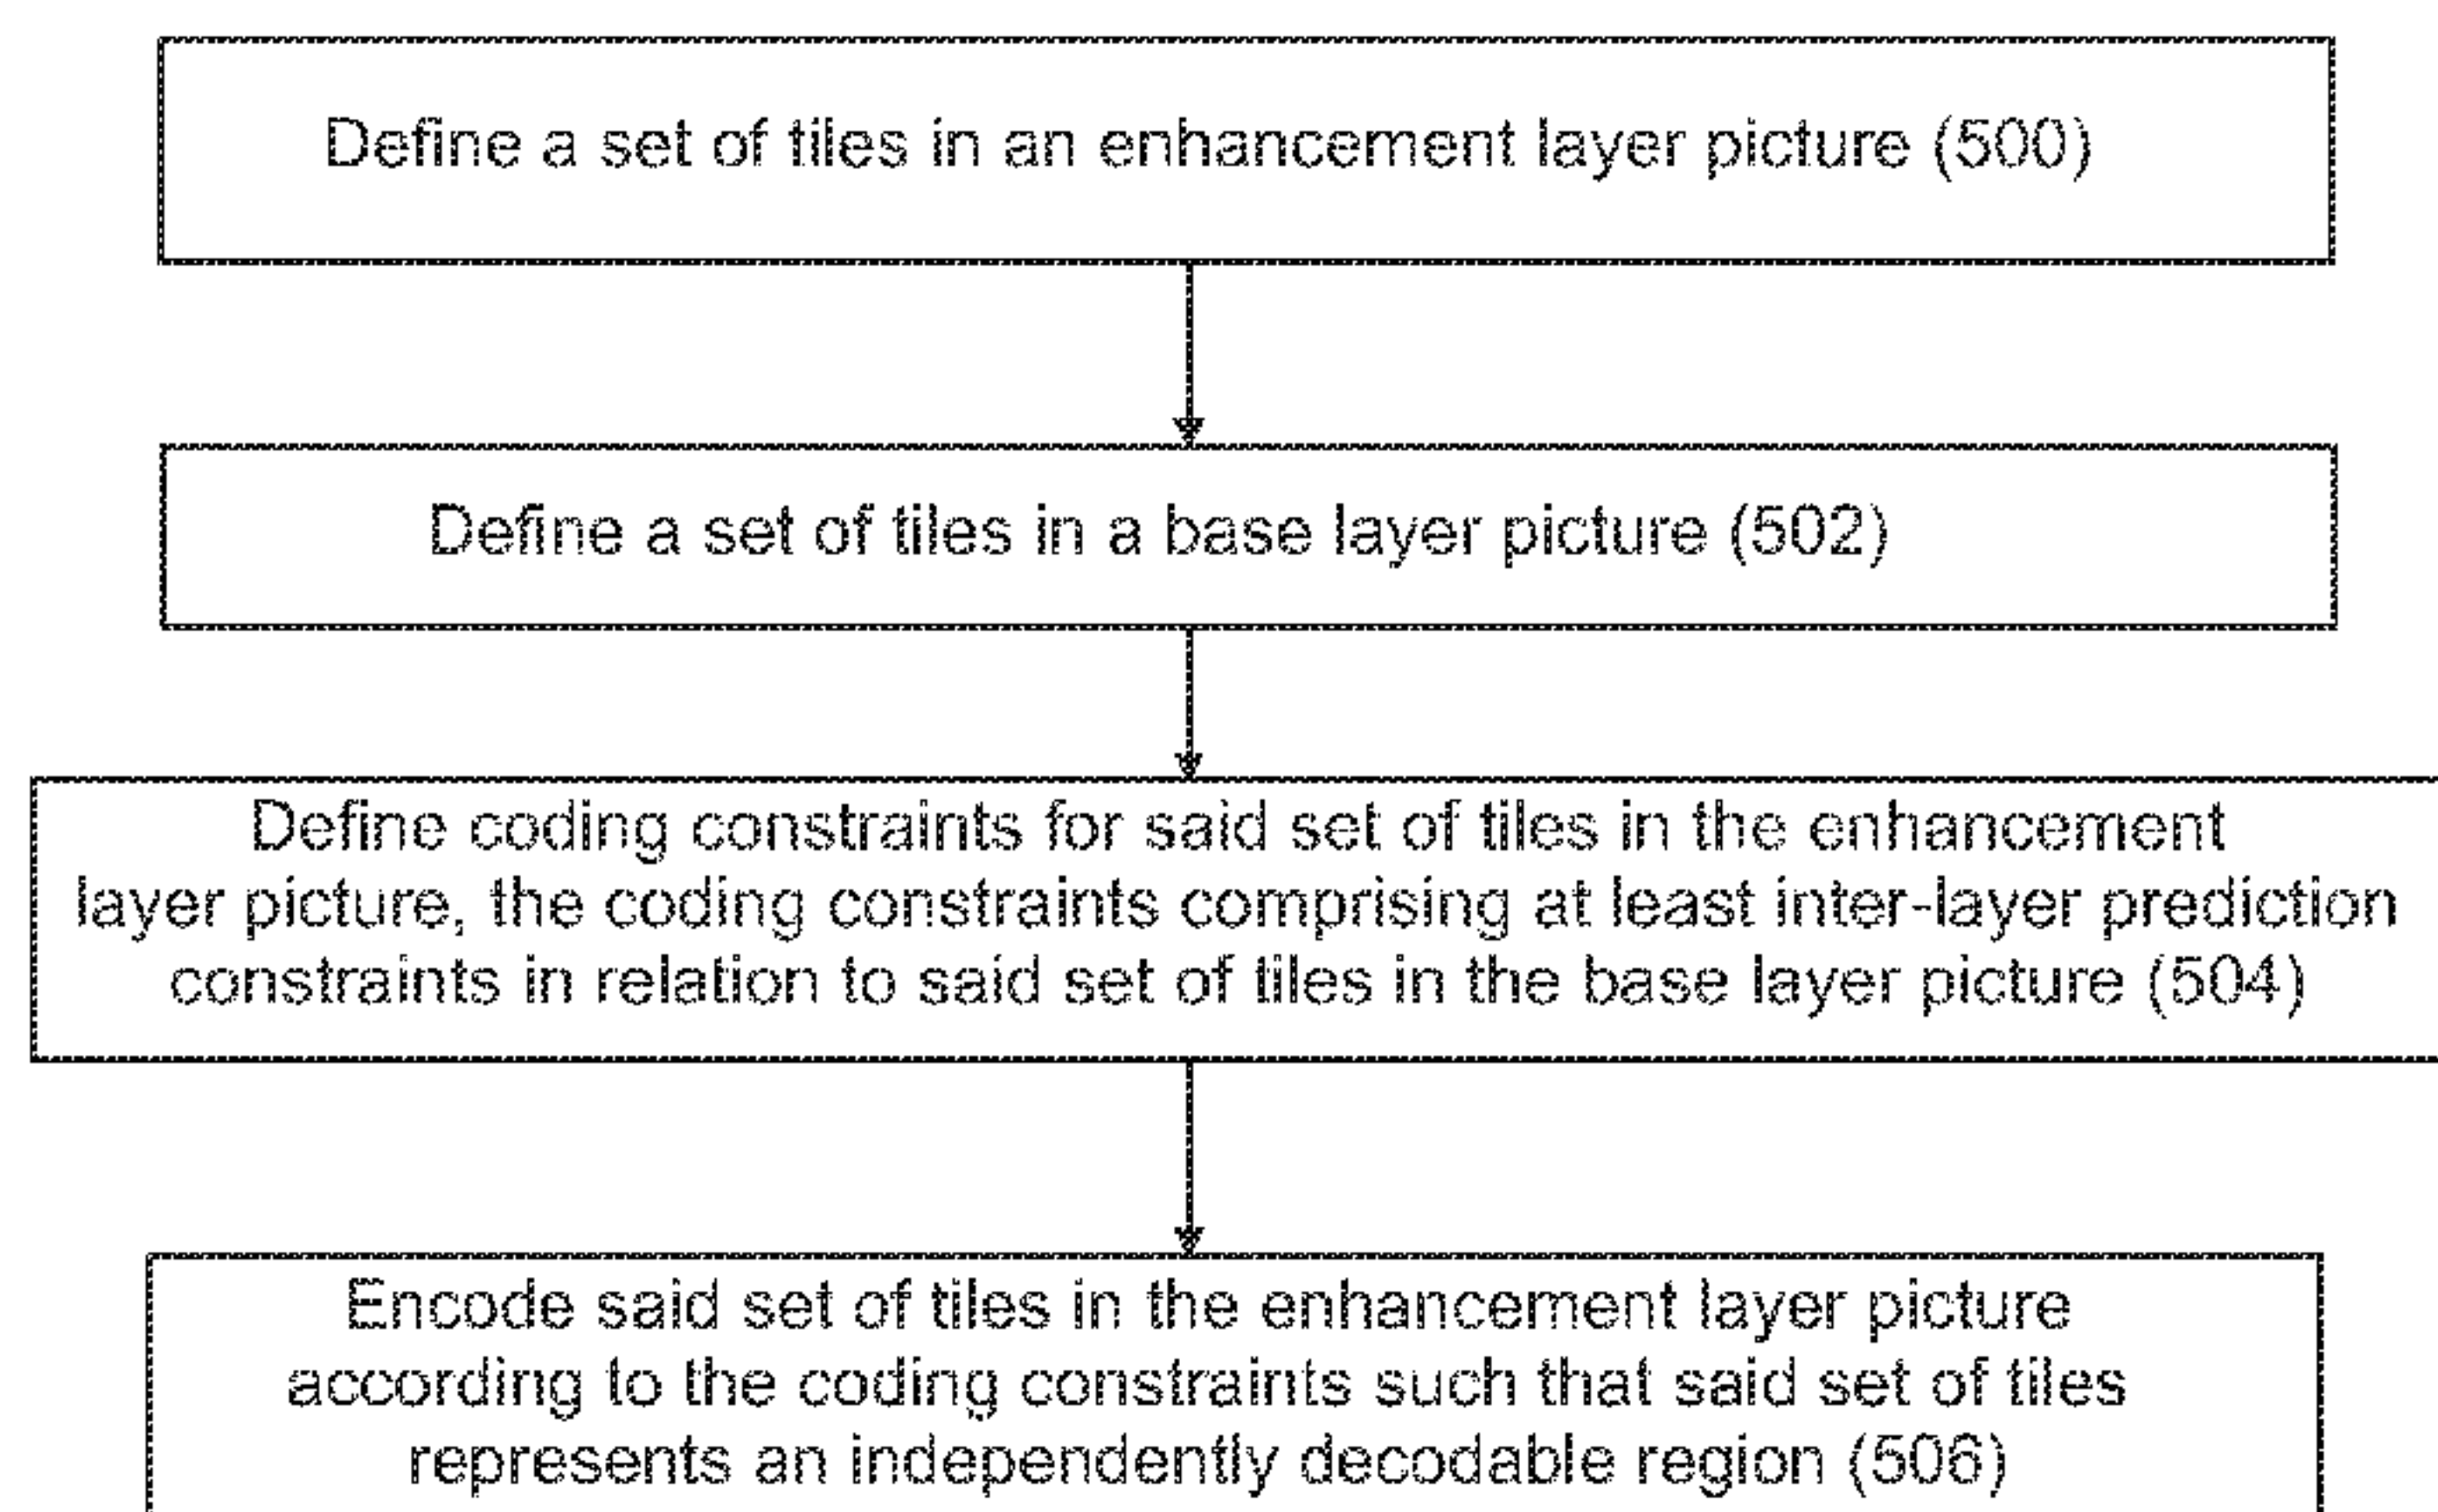 Define a set of tiles in an enhancement layer picture (500)
Define a set of tiles in a base layer picture (502)
Define coding constraints for said set of tiles in the enhancement
layer picture, the coding constraints comprising at least inter-layer prediction
constraints in relation to said set of tiles in the base layer picture (504)
Encode said set of tiles in the enhancement layer picture
according to the coding constraints such that said set of tiles
represents an independently decodable region (506)